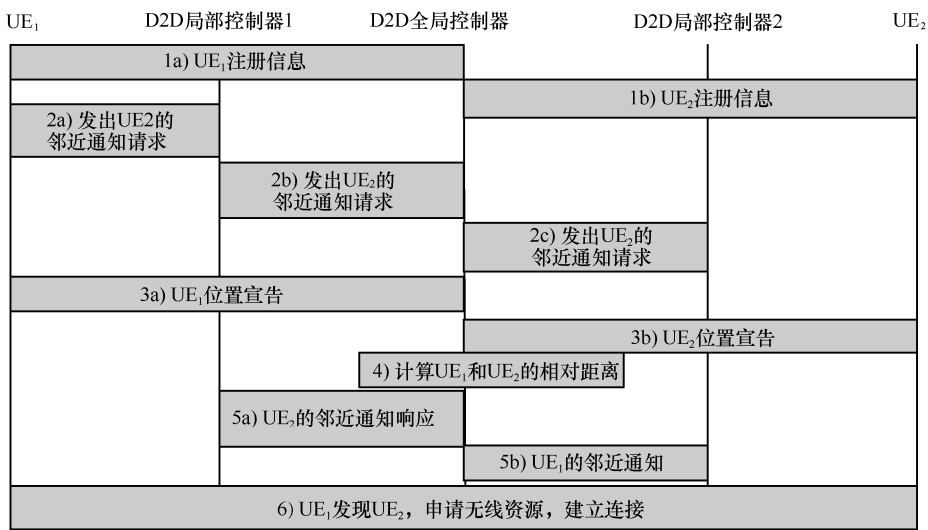 UE₁ D2D局部控制器1 D2D全局控制器 D2D局部控制器2 UE₂
1a) UE₁注册信息
1b) UE₂注册信息
2a) 发出UE2的
邻近通知请求
2b) 发出UE₂的
邻近通知请求
2c) 发出UE₂的
邻近通知请求
3a) UE₁位置宣告
3b) UE₂位置宣告
4) 计算UE₁和UE₂的相对距离
5a) UE₂的邻近通知响应
5b) UE₁的邻近通知
6) UE₁发现UE₂，申请无线资源，建立连接